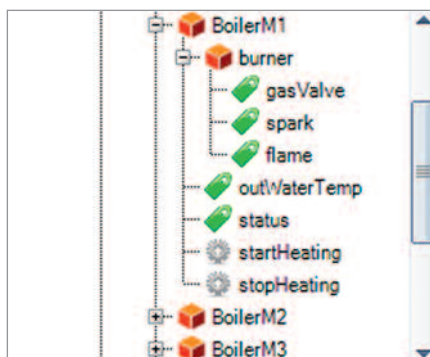 BoilerM1
burner
gasValve
spark
flame
outWaterTemp
status
startHeating
stopHeating
BoilerM2
BoilerM3